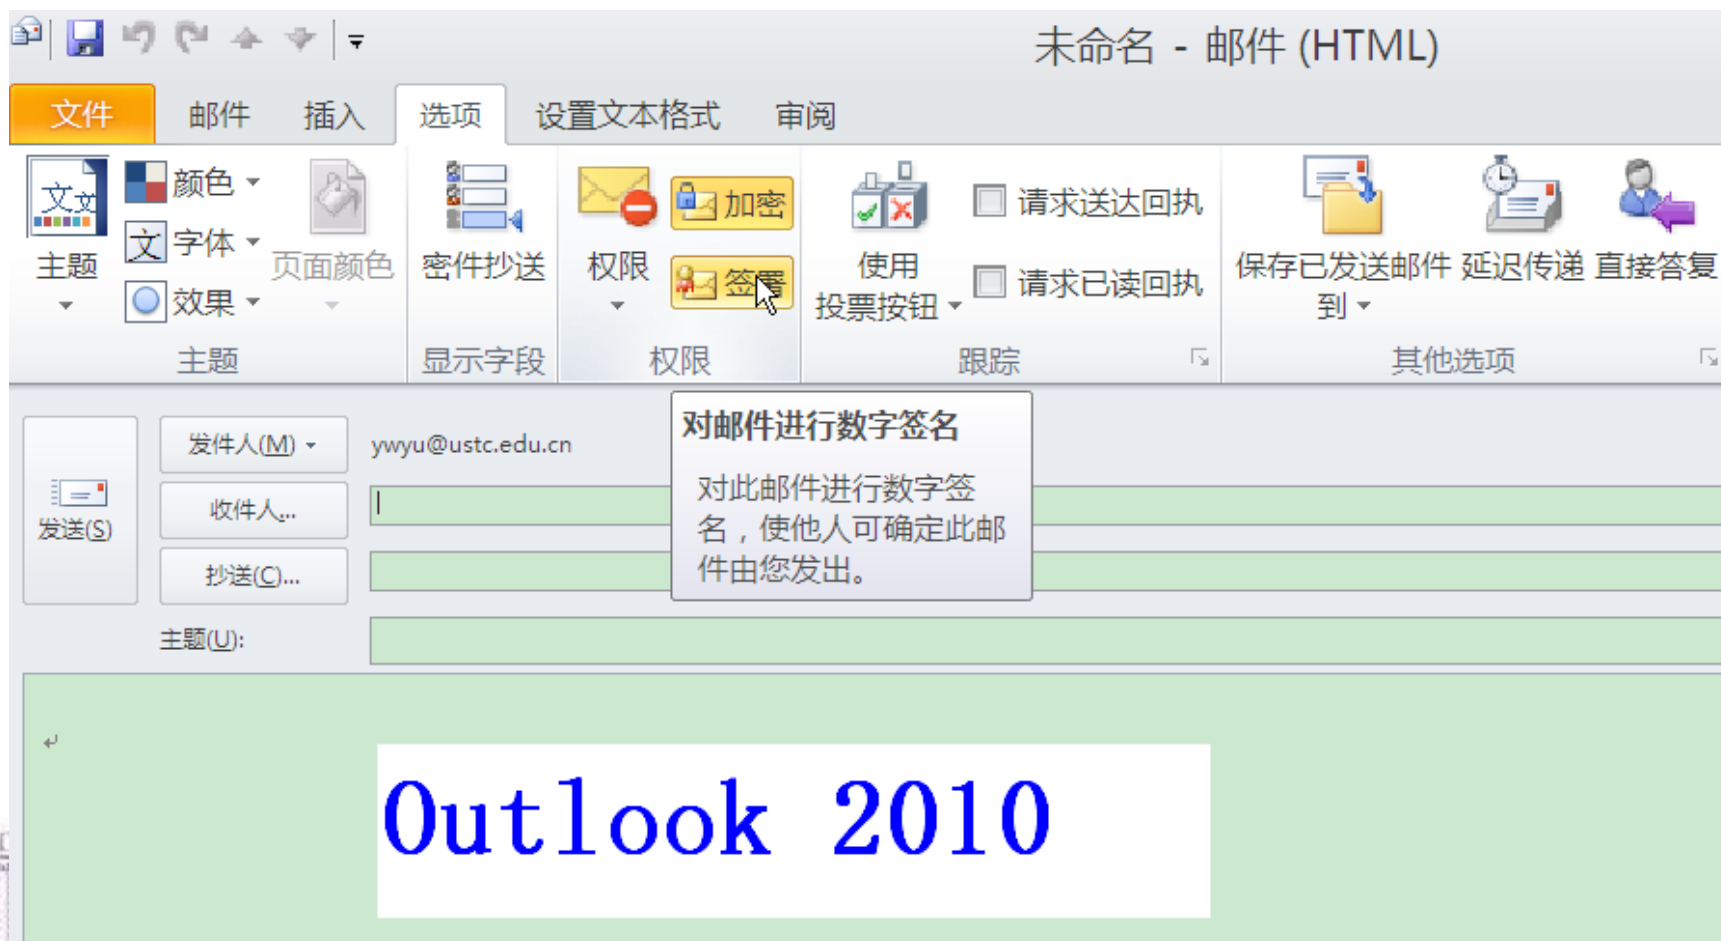 未命名 - 邮件 (HTML)
文件 邮件 插入 选项 设置文本格式 审阅
文文 主题
颜色
文 字体
效果
页面颜色
主题
密件抄送
显示字段
权限
加密
签署
权限
使用
投票按钮
请求送达回执
请求已读回执
跟踪
保存已发送邮件
到
延迟传递
直接答复
其他选项
对邮件进行数字签名
对此邮件进行数字签
名，使他人可确定此邮
件由您发出。
发送(S)
发件人(M) ywyu@ustc.edu.cn
收件人...
抄送(C)...
主题(U):
Outlook 2010